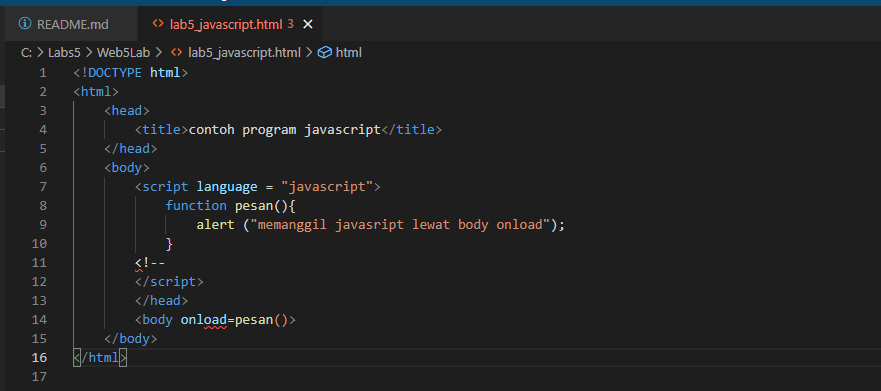 README.md lab5_javascript.html 3
C: > Labs5 > Web5Lab > lab5_javascript.html > html
1 <!DOCTYPE html>
2 <html>
3 <head>
4 <title>contoh program javascript</title>
5 </head>
6 <body>
7 <script language = "javascript">
8 function pesan(){
9 alert ("memanggil javasript lewat body onload");
10 }
11 <!--
12 </script>
13 </head>
14 <body onload=pesan()>
15 </body>
16 </html>
17